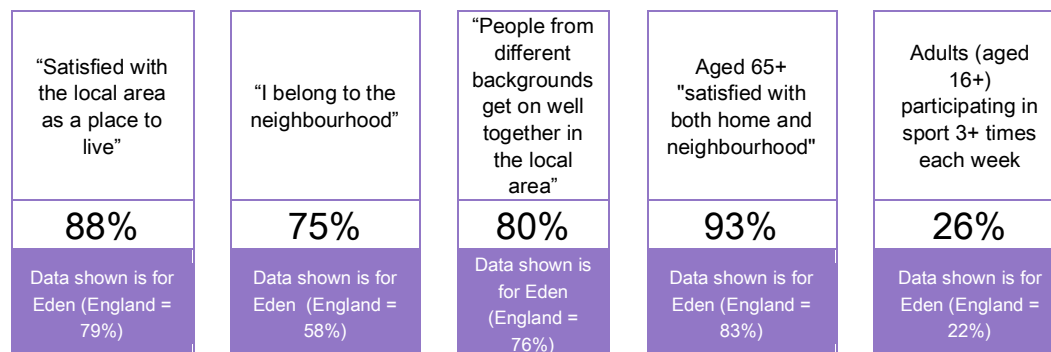 “Satisfied with
the local area
as a place to
live”
88%
Data shown is for
Eden (England =
79%)
“I belong to the
neighbourhood”
75%
Data shown is for
Eden  (England =
58%)
“People from
different
backgrounds
get on well
together in
the local
area”
80%
Data shown is
for Eden
(England =
76%)
Aged 65+
"satisfied with
both home and
neighbourhood"
93%
Data shown is for
Eden (England =
83%)
Adults (aged
16+)
participating in
sport 3+ times
each week
26%
Data shown is for
Eden (England =
22%)